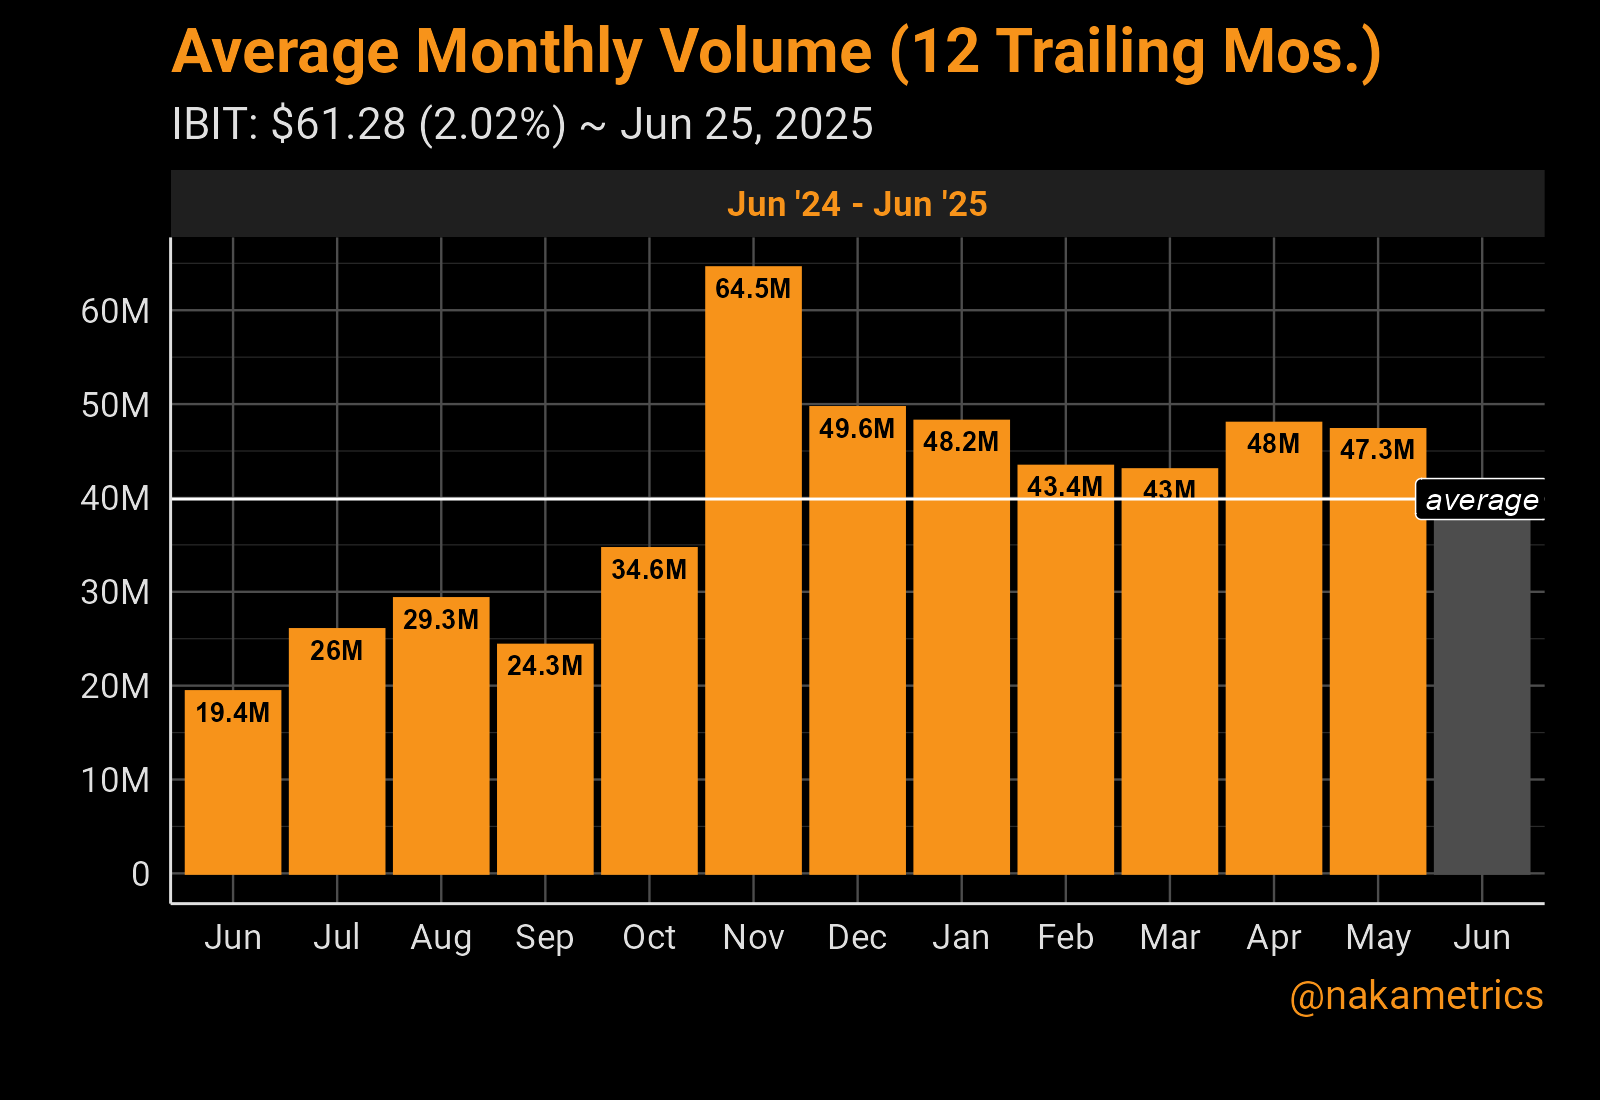 Average Monthly Volume (12 Trailing Mos.)
IBIT: $61.28 (2.02%) ~ Jun 25, 2025
Jun '24 - Jun '25
60M
50M
40M
30M
20M
10M
0
19.4M
26M
29.3M
24.3M
34.6M
64.5M
49.6M
48.2M
43.4M
43M
48M
47.3M
average
Jun Jul Aug Sep Oct Nov Dec Jan Feb Mar Apr May Jun
@nakametrics